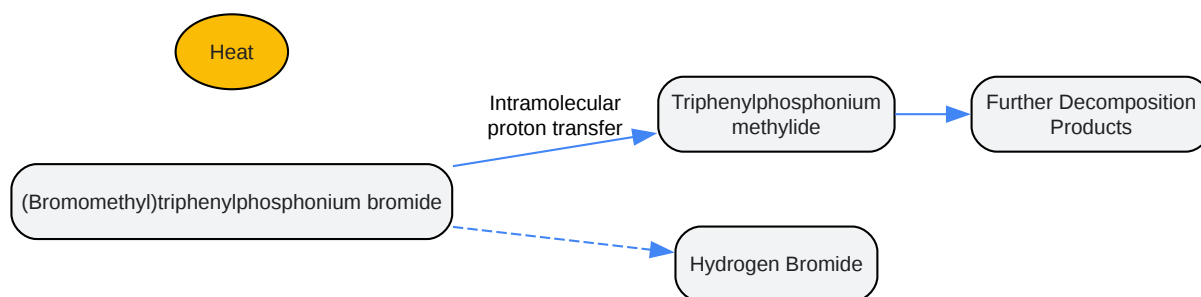 Heat
Intramolecular
proton transfer
Triphenylphosphonium
methylide
Further Decomposition
Products
(Bromomethyl)triphenylphosphonium bromide
Hydrogen Bromide